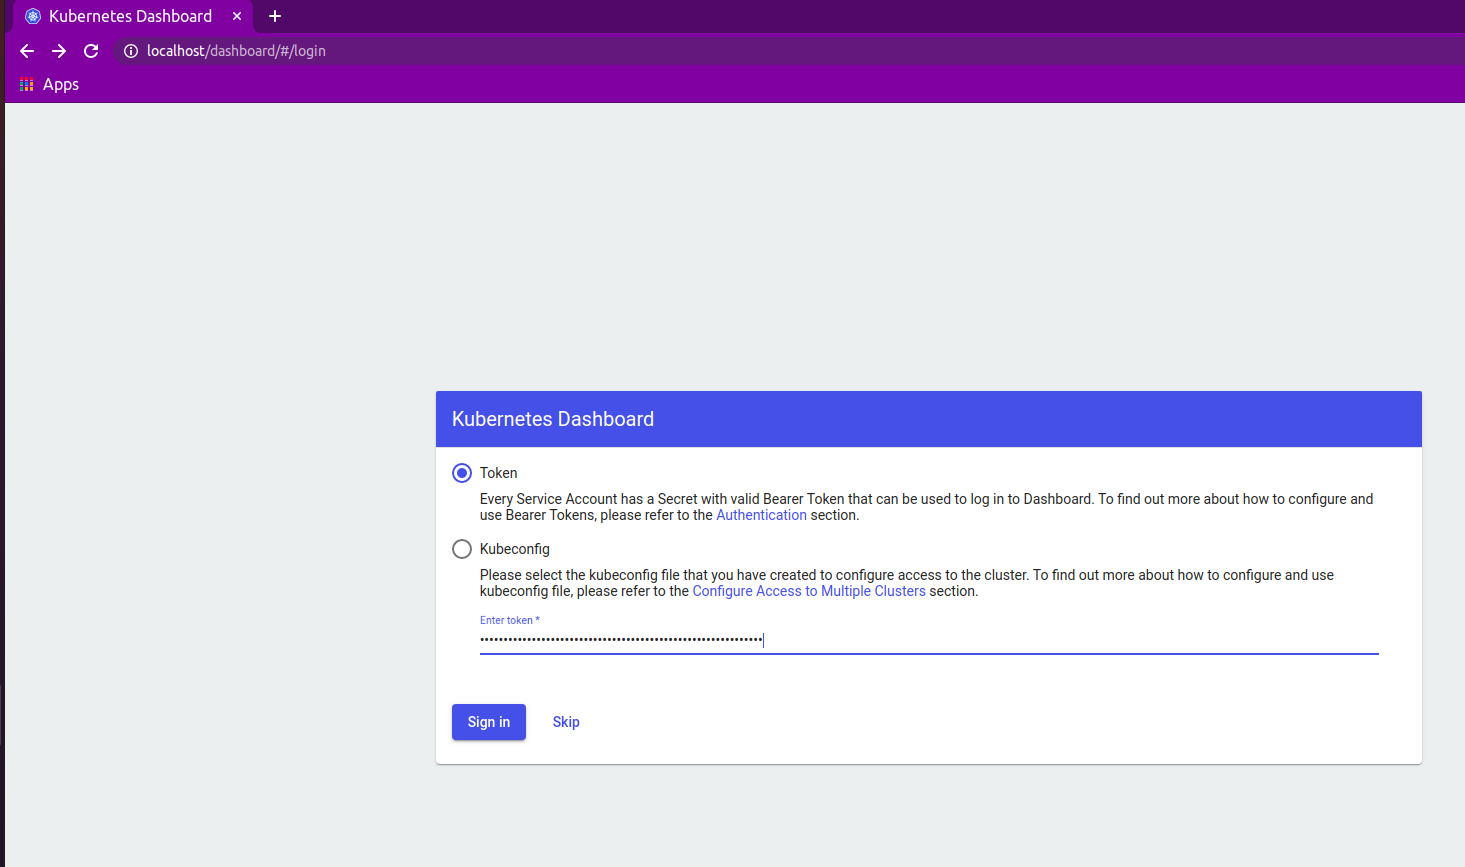 Kubernetes Dashboard
localhost/dashboard/#/login
Apps
Kubernetes Dashboard
Token
Every Service Account has a Secret with valid Bearer Token that can be used to log in to Dashboard. To find out more about how to configure and
use Bearer Tokens, please refer to the Authentication section.
Kubeconfig
Please select the kubeconfig file that you have created to configure access to the cluster. To find out more about how to configure and use
kubeconfig file, please refer to the Configure Access to Multiple Clusters section.
Enter token *
Sign in Skip